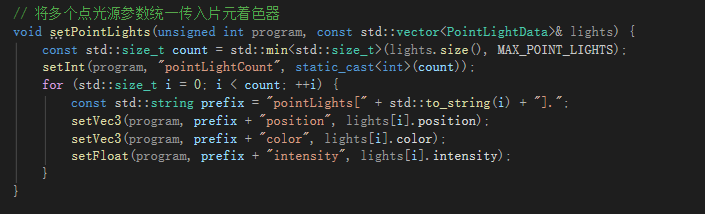 // 将多个点光源参数统一传入片元着色器
void setPointLights(unsigned int program, const std::vector<PointLightData>& lights) {
    const std::size_t count = std::min<std::size_t>(lights.size(), MAX_POINT_LIGHTS);
    setInt(program, "pointLightCount", static_cast<int>(count));
    for (std::size_t i = 0; i < count; ++i) {
        const std::string prefix = "pointLights[" + std::to_string(i) + "].";
        setVec3(program, prefix + "position", lights[i].position);
        setVec3(program, prefix + "color", lights[i].color);
        setFloat(program, prefix + "intensity", lights[i].intensity);
    }
}